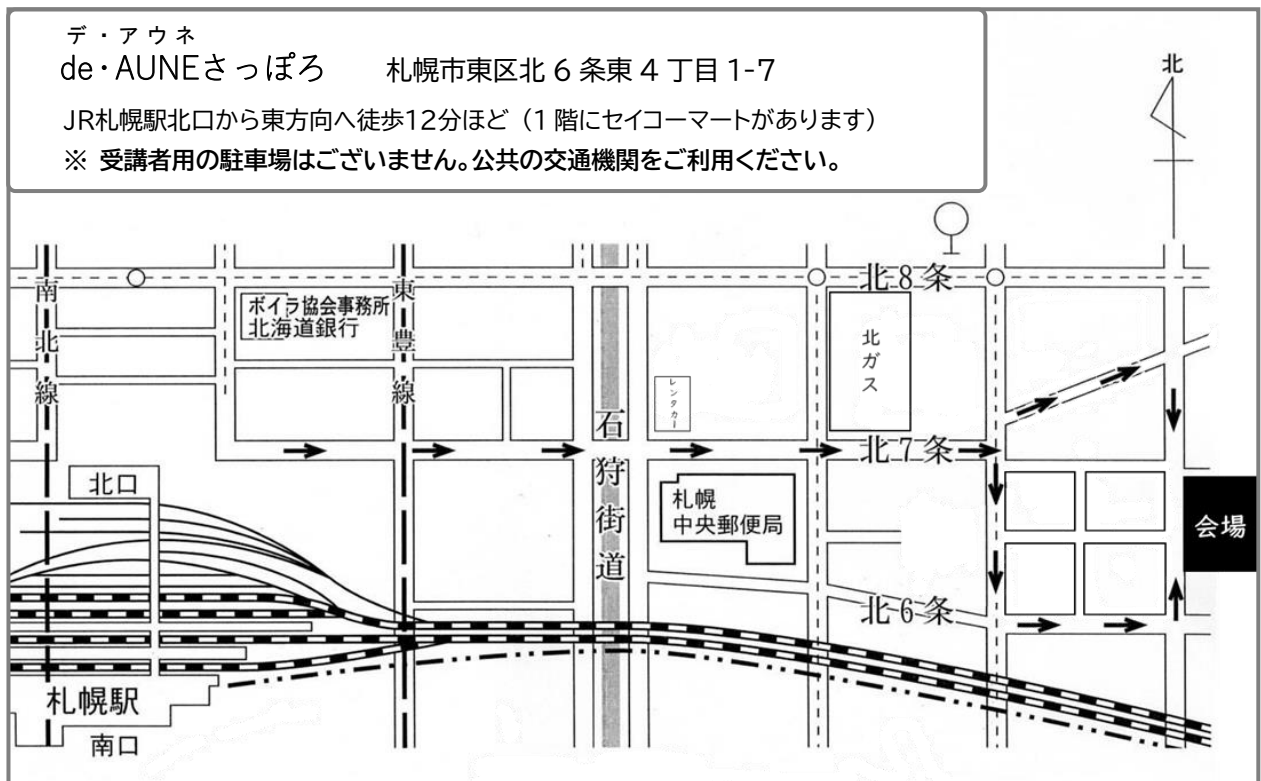 デ・アウネ
de・AUNEさっぽろ 札幌市東区北6条東4丁目1-7
JR札幌駅北口から東方向へ徒歩12分ほど（1階にセイコーマートがあります）
※ 受講者用の駐車場はございません。公共の交通機関をご利用ください。
北
北8条
南北線
ボイラ協会事務所
北海道銀行
東豊線
石狩街道
レンタカー
北ガス
北7条
北口
札幌
中央郵便局
会場
北6条
札幌駅
南口